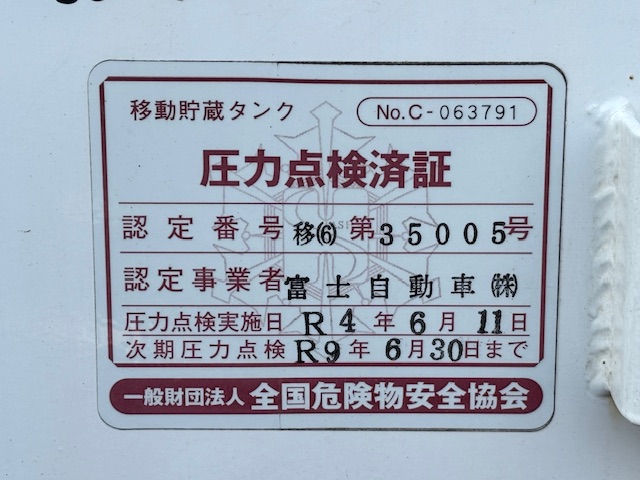 移動貯蔵タンク No.C-063791
圧力点検済証
認定番号 移(6) 第35005号
認定事業者 富士自動車㈱
圧力点検実施日 R4年6月11日
次期圧力点検 R9年6月30日まで
一般財団法人 全国危険物安全協会